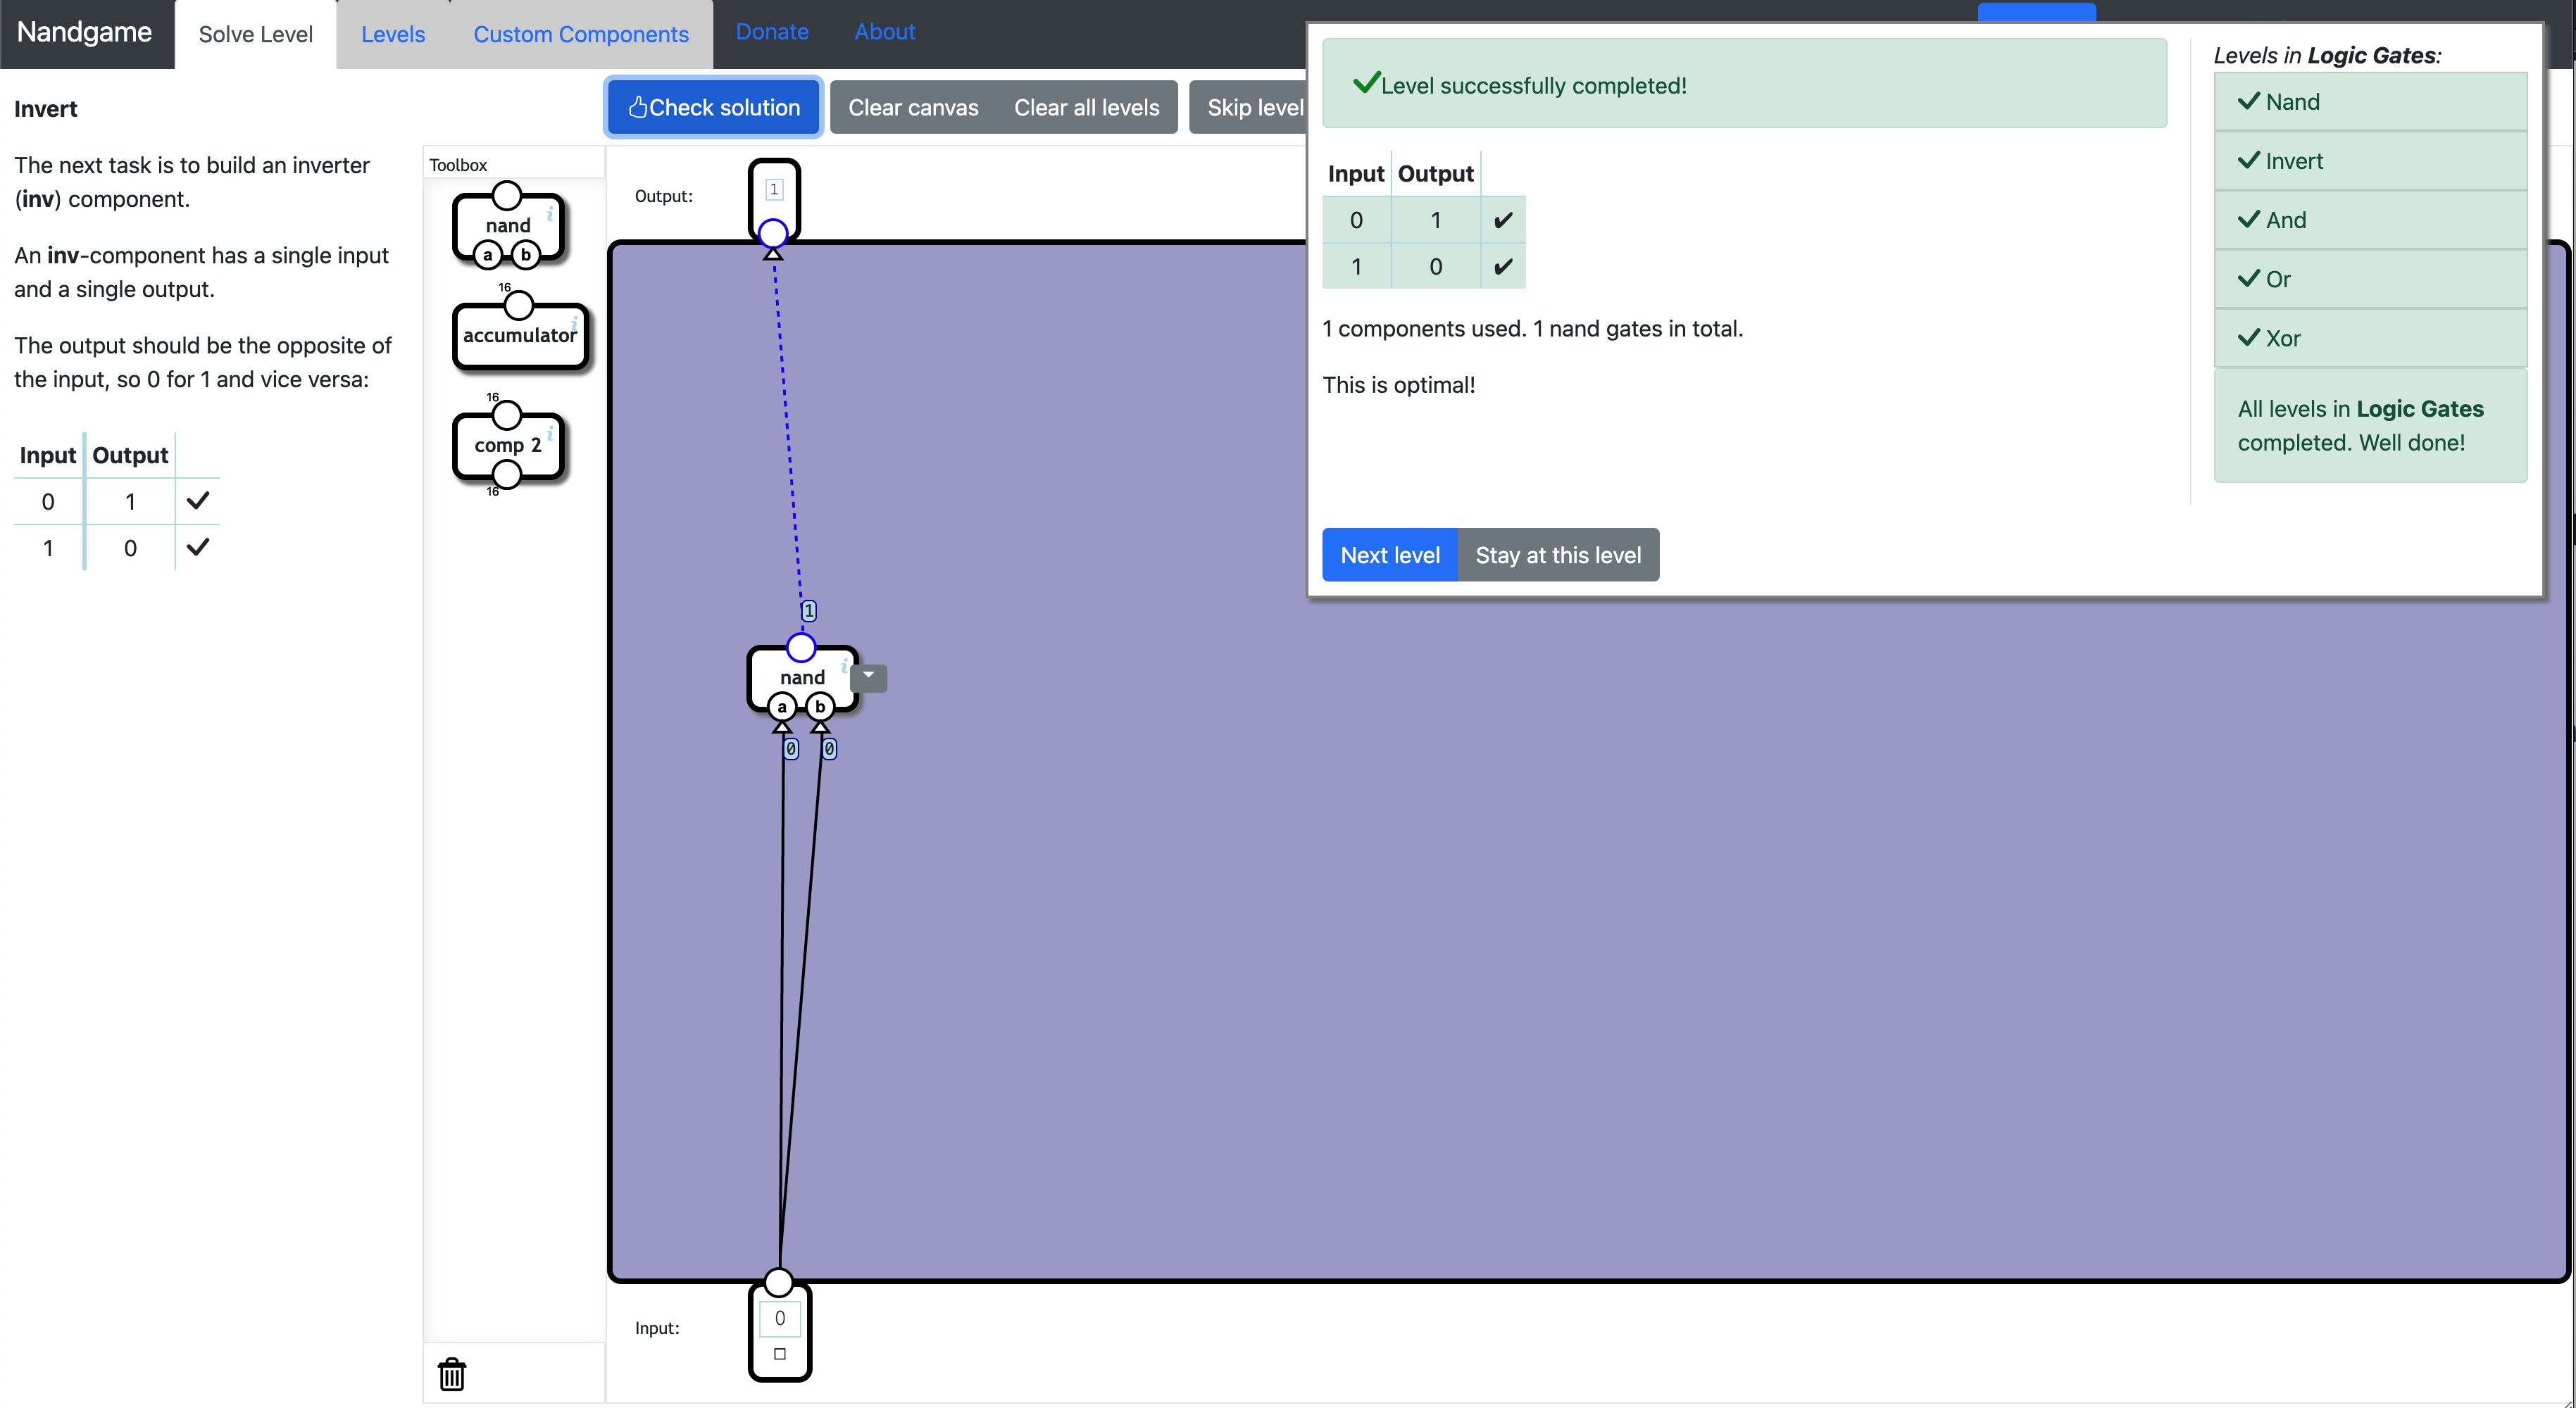 Nandgame
Solve Level
Levels
Custom Components
Donate
About
Invert
The next task is to build an inverter
(inv) component.
An inv-component has a single input
and a single output.
The output should be the opposite of
the input, so 0 for 1 and vice versa:
Input Output
0 1 ✔
1 0 ✔
Check solution
Clear canvas
Clear all levels
Skip level
Toolbox
nand
i
a b
16
accumulator
i
16
comp 2
i
16
Output:
1
1
nand
i
a b
0 0
Input:
0
✔Level successfully completed!
Input Output
0 1 ✔
1 0 ✔
1 components used. 1 nand gates in total.
This is optimal!
Next level
Stay at this level
Levels in Logic Gates:
✔ Nand
✔ Invert
✔ And
✔ Or
✔ Xor
All levels in Logic Gates
completed. Well done!